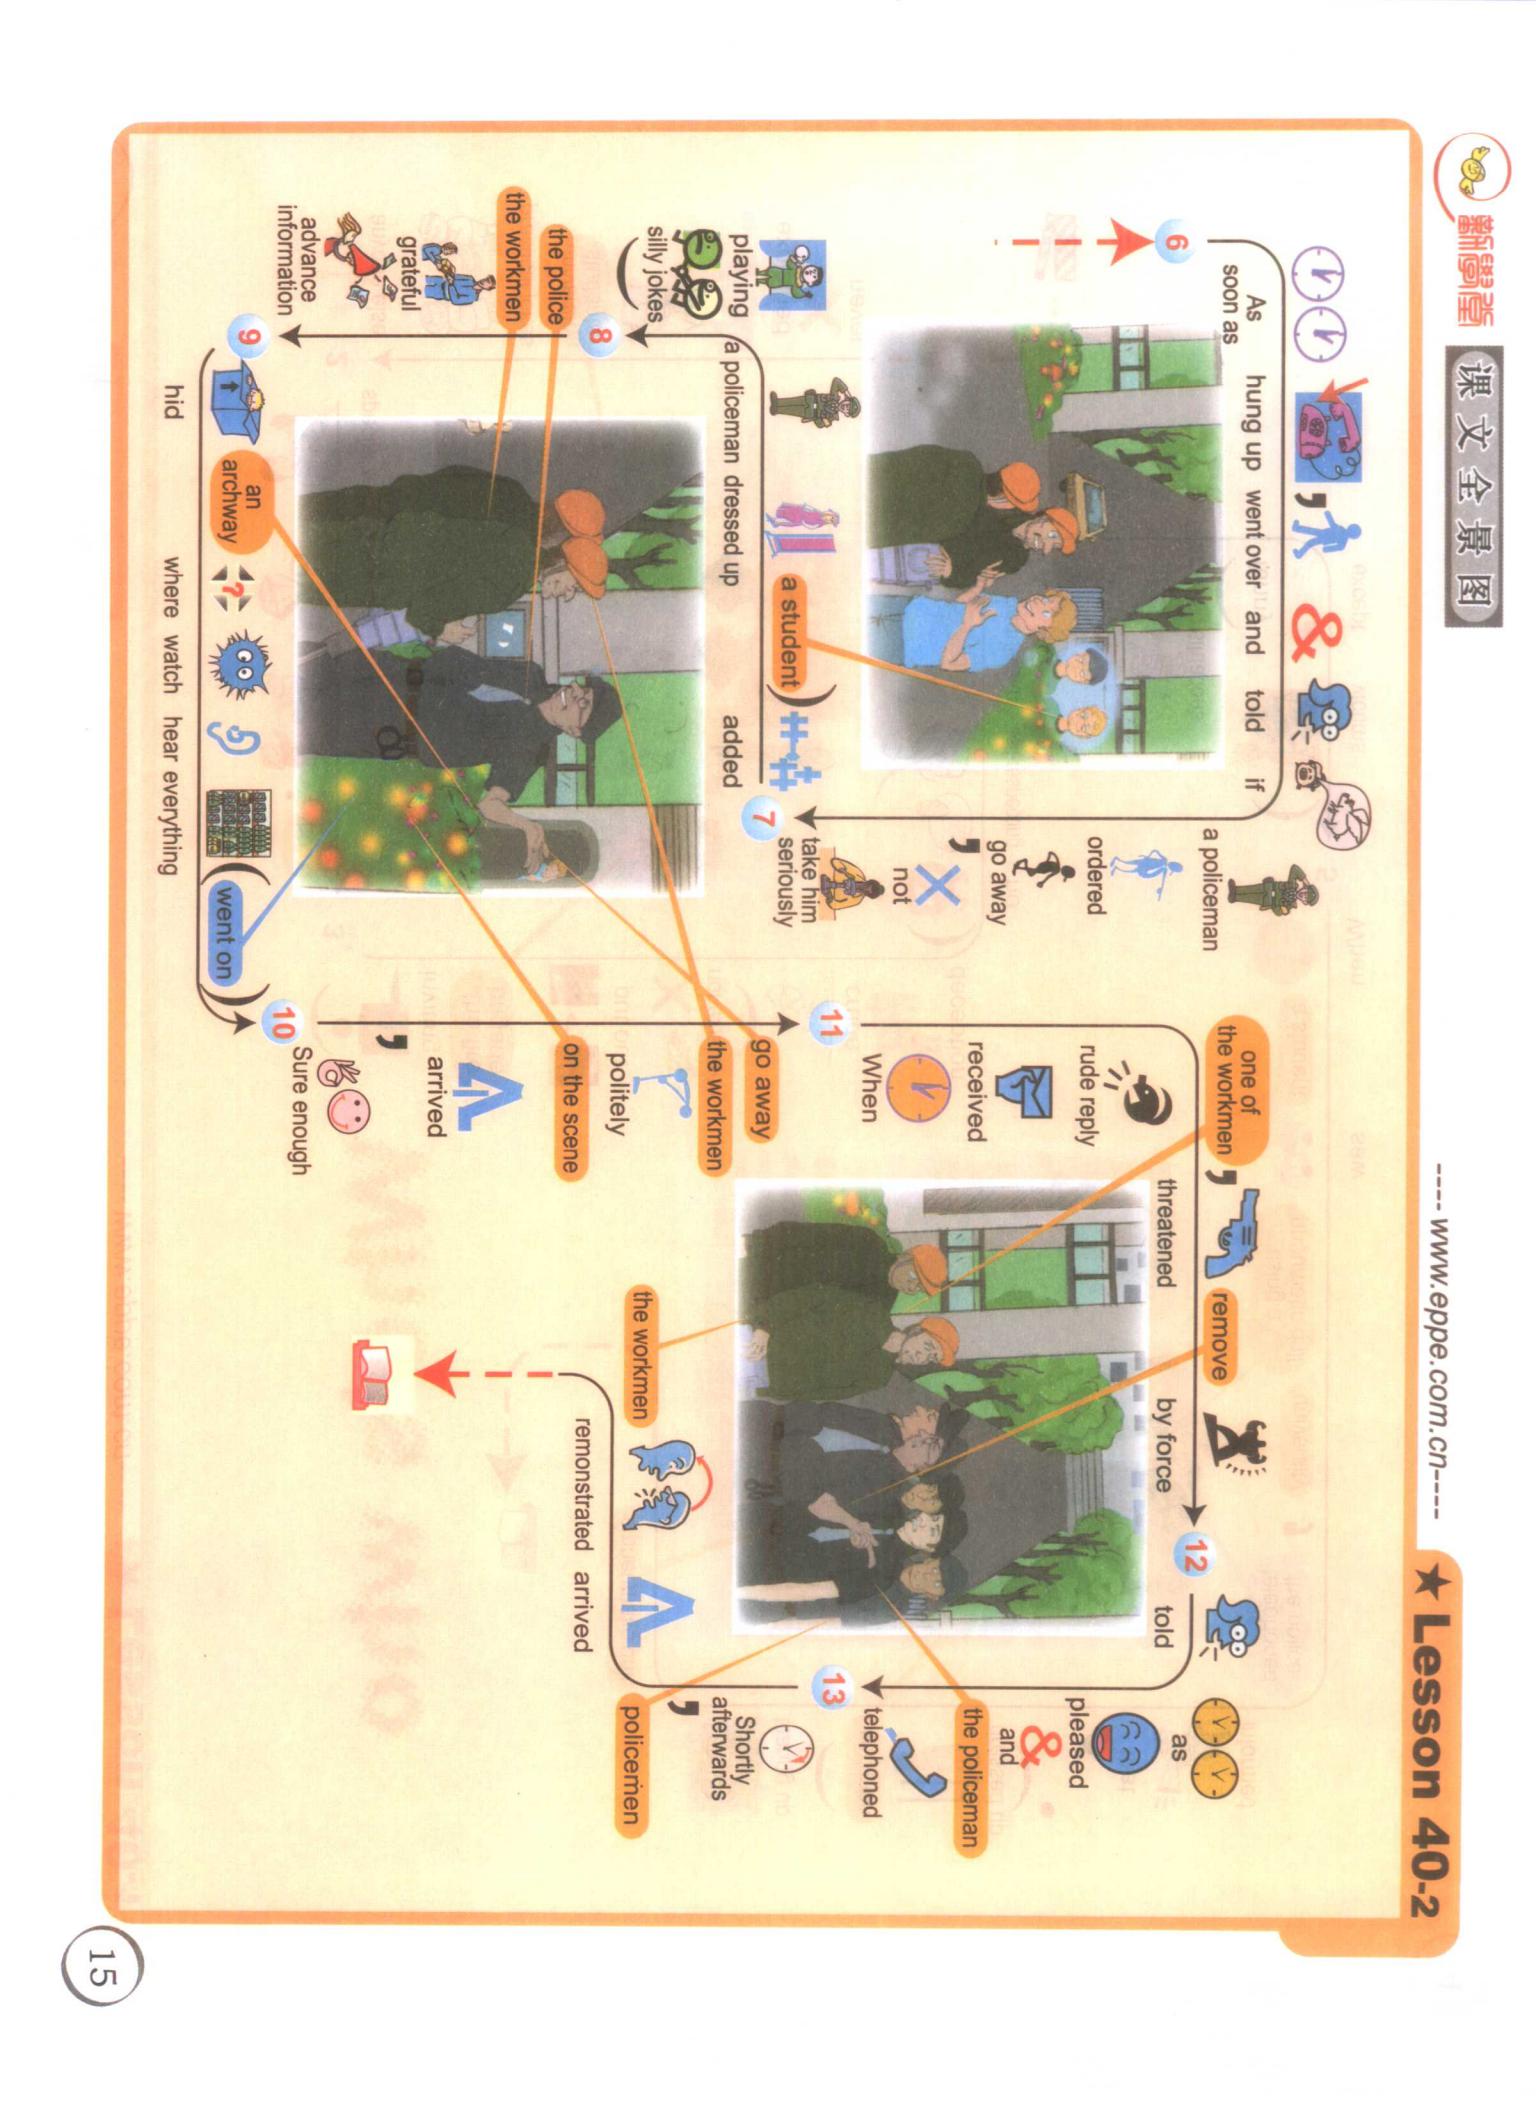 新學堂
课文全景图
---- www.eppe.com.cn----
★ Lesson 40-2
6
As
soon as
hung up
went over
and
told
if
a policeman
ordered
go away
,
not
take him
seriously
7
added
a student
)
dressed up
a policeman
playing
silly jokes
(
8
the police
the workmen
grateful
advance
information
9
hid
an
archway
where
watch
hear
everything
(
went on
)
10
Sure enough
,
arrived
on the scene
politely
the workmen
go away
11
When
received
rude reply
one of
the workmen
,
threatened
remove
by force
12
told
as
pleased
&
and
the policeman
telephoned
13
Shortly
afterwards
,
policemen
arrived
remonstrated
the workmen
15